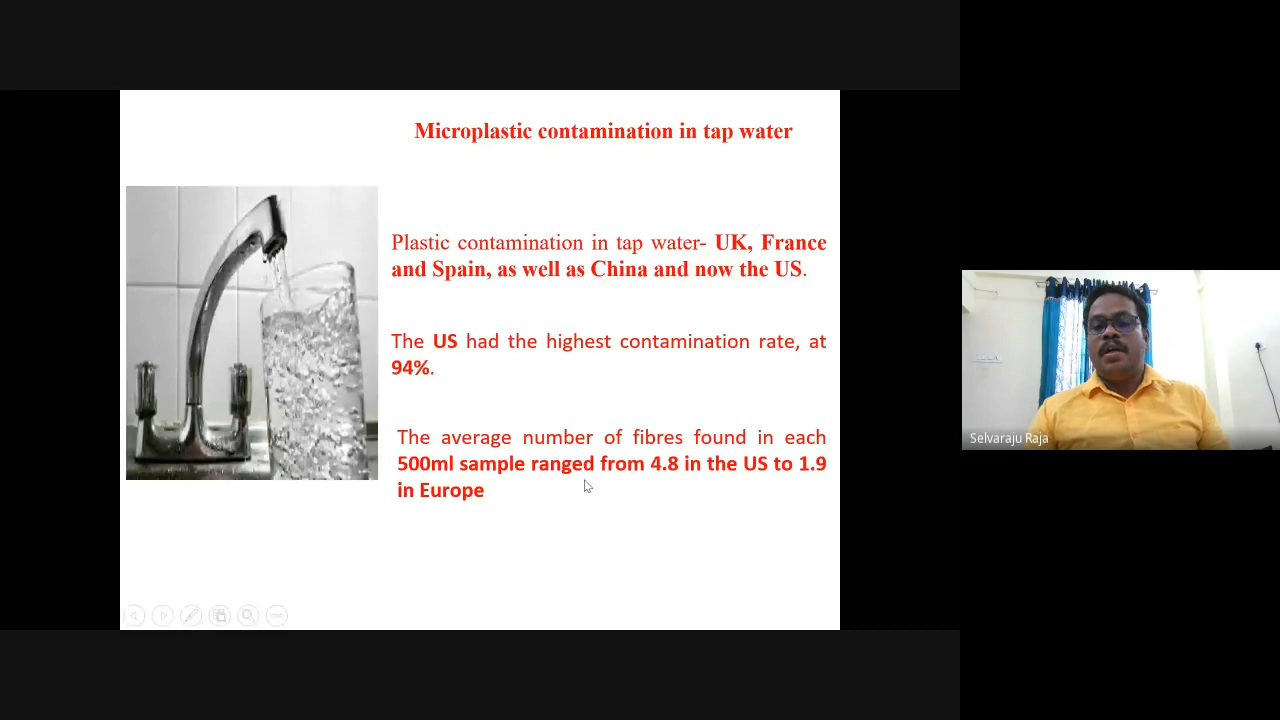 Microplastic contamination in tap water
Plastic contamination in tap water- UK, France
and Spain, as well as China and now the US.
The US had the highest contamination rate, at
94%.
The average number of fibres found in each
500ml sample ranged from 4.8 in the US to 1.9
in Europe
Selvaraju Raja